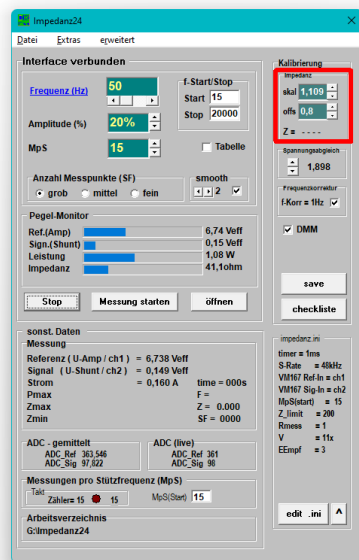 Impedanz24
Datei Extras erweitert
Interface verbunden
Frequenz (Hz) 50
f-Start/Stop
Start 15
Stop 20000
Amplitude (%) 20%
MpS 15
Tabelle
Anzahl Messpunkte (SF)
grob mittel fein
smooth
2
Pegel-Monitor
Ref.(Amp) 6,74 Veff
Sign.(Shunt) 0,15 Veff
Leistung 1,08 W
Impedanz 41,1ohm
Stop Messung starten öffnen
Kalibrierung
Impedanz
skal 1,109
offs 0,8
Z = - - - -
Spannungsabgleich
1,898
Frequenzkorrektur
f-Korr = 1Hz
DMM
save
checkliste
sonst. Daten
Messung
Referenz ( U-Amp / ch1 ) = 6,738 Veff
Signal ( U-Shunt / ch2 ) = 0,149 Veff
Strom = 0,160 A time = 000s
Pmax F =
Zmax Z = 0.000
Zmin SF = 0000
ADC - gemittelt
ADC_Ref 363,546
ADC_Sig 97,822
ADC (live)
ADC_Ref 361
ADC_Sig 98
Messungen pro Stützfrequenz (MpS)
Takt
Zähler= 15 15
MpS(Start) 15
Arbeitsverzeichnis
G:\Impedanz24
impedanz.ini
timer = 1ms
S-Rate = 48kHz
VM167 Ref-In = ch1
VM167 Sig-In = ch2
MpS(start) = 15
Z_limit = 200
Rmess = 1
V = 11x
EEmpf = 3
edit .ini ^